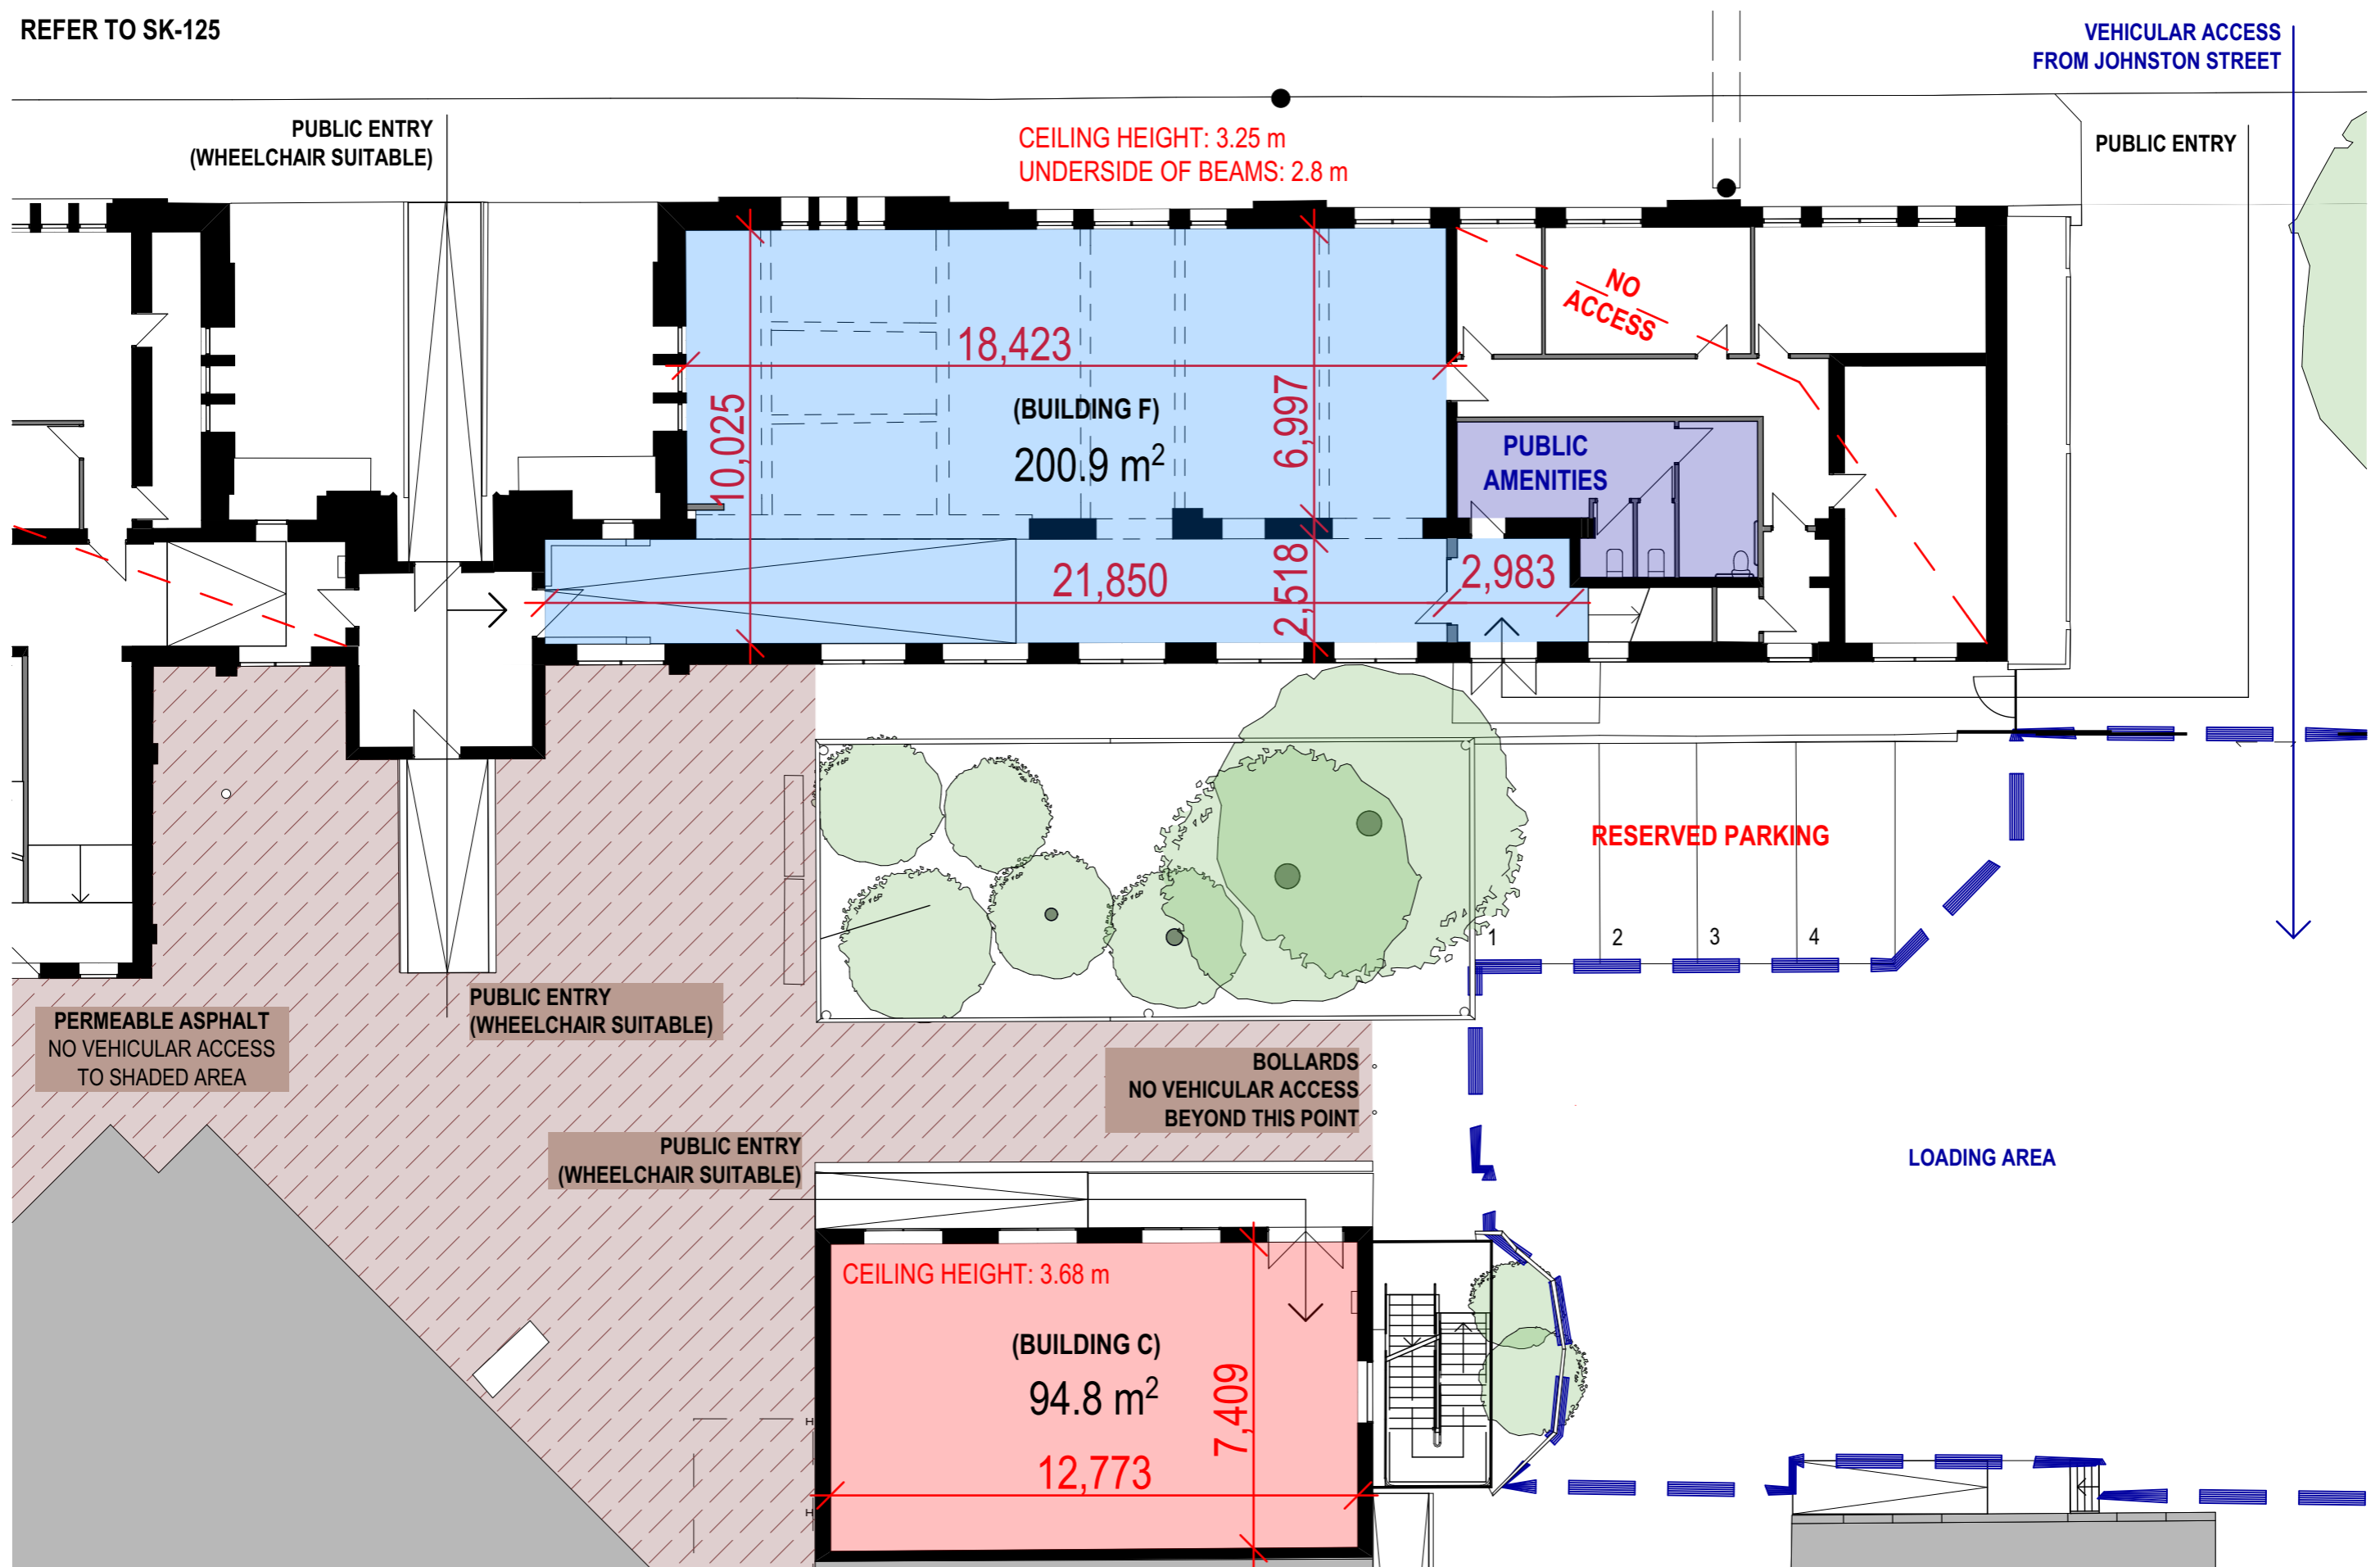 REFER TO SK-125
VEHICULAR ACCESS
FROM JOHNSTON STREET
PUBLIC ENTRY
(WHEELCHAIR SUITABLE)
CEILING HEIGHT: 3.25 m
UNDERSIDE OF BEAMS: 2.8 m
PUBLIC ENTRY
NO
ACCESS
18,423
10,025
6,997
(BUILDING F)
200.9 m²
PUBLIC
AMENITIES
21,850
2,518
2,983
RESERVED PARKING
1
2
3
4
PUBLIC ENTRY
(WHEELCHAIR SUITABLE)
PERMEABLE ASPHALT
NO VEHICULAR ACCESS
TO SHADED AREA
BOLLARDS
NO VEHICULAR ACCESS
BEYOND THIS POINT
PUBLIC ENTRY
(WHEELCHAIR SUITABLE)
LOADING AREA
CEILING HEIGHT: 3.68 m
(BUILDING C)
94.8 m²
7,409
12,773